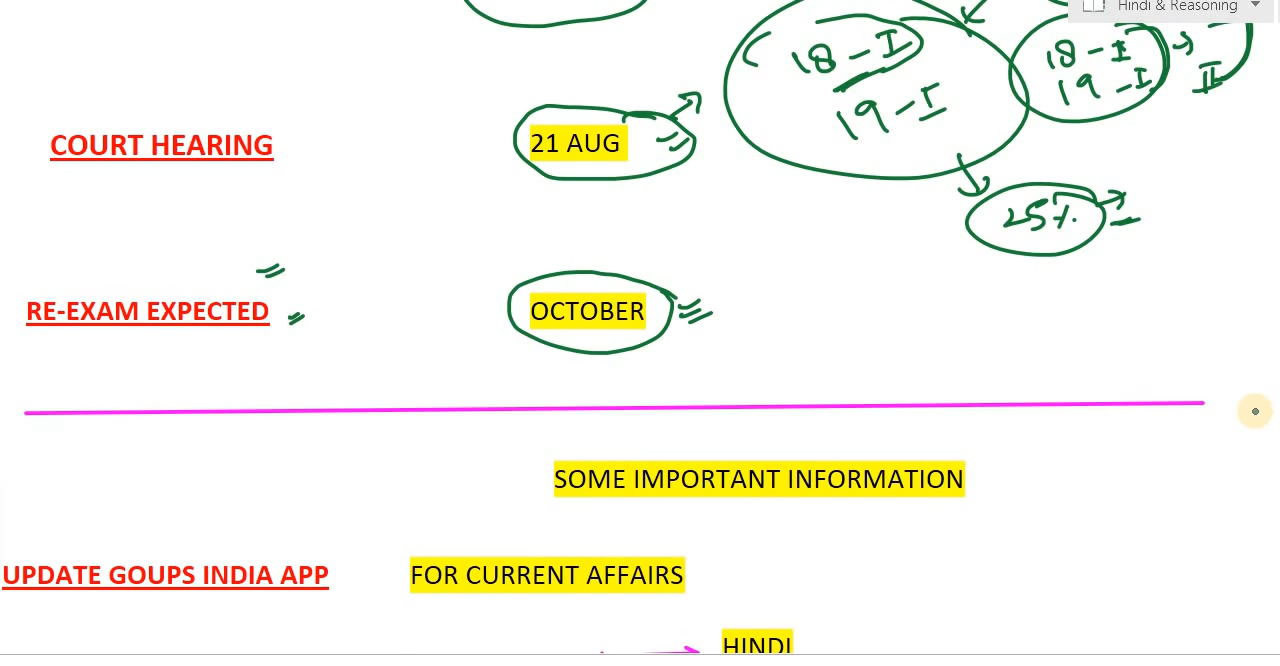 Hindi & Reasoning
18 - I
19 - I
18 - I
19 - I
II
COURT HEARING
21 AUG
25%
RE-EXAM EXPECTED
OCTOBER
SOME IMPORTANT INFORMATION
UPDATE GOUPS INDIA APP
FOR CURRENT AFFAIRS
HINDI